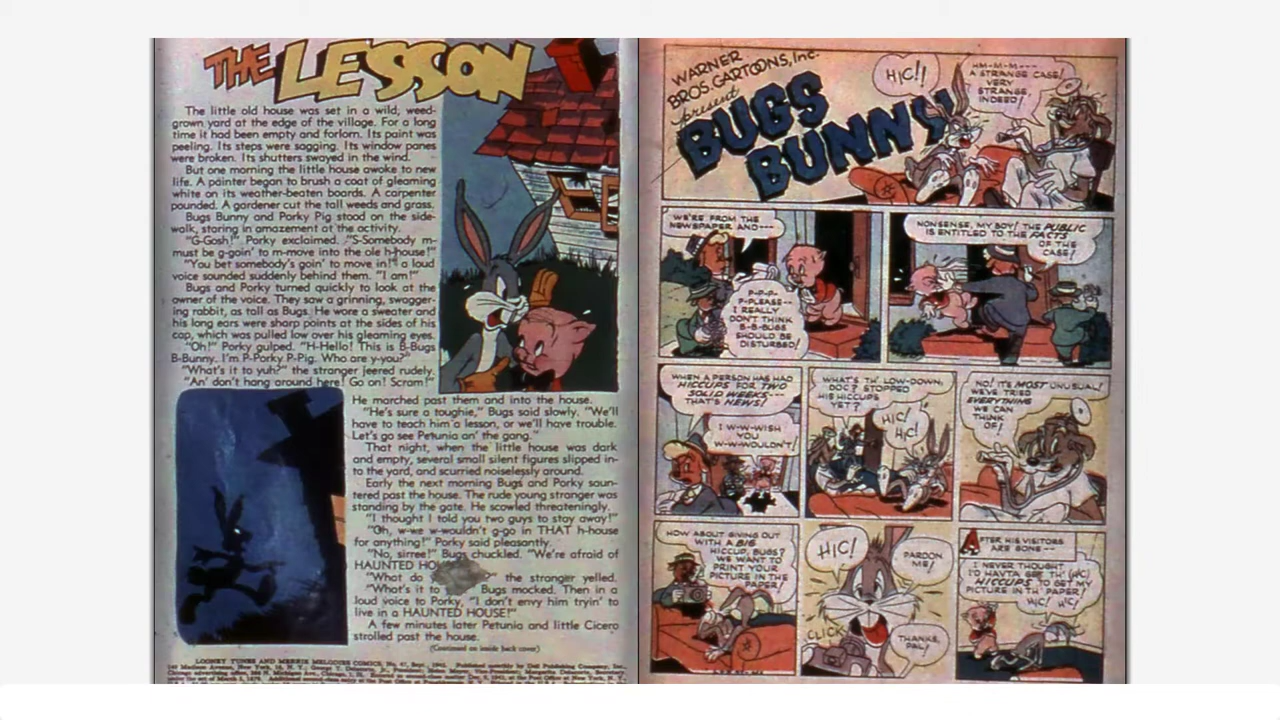 THE LESSON
The little old house was set in a wild, weed-
grown yard at the edge of the village. For a long
time it had been empty and forlorn. Its paint was
peeling. Its steps were sagging. Its window panes
were broken. Its shutters swayed in the wind.
But one morning the little house awoke to new
life. A painter began to brush a coat of gleaming
white on its weather-beaten boards. A carpenter
pounded. A gardener cut the tall weeds and grass.
Bugs Bunny and Porky Pig stood on the side-
walk, staring in amazement at the activity.
"G-Gosh!" Porky exclaimed. "S-Somebody m-
must be g-goin' to m-move into the ole h-house!"
"You bet somebody's goin' to move in!" a loud
voice sounded suddenly behind them. "I am!"
Bugs and Porky turned quickly to look at the
owner of the voice. They saw a grinning, swagger-
ing rabbit, as tall as Bugs. He wore a sweater and
his long ears were sharp points at the sides of his
cap, which was pulled low over his gleaming eyes.
"Oh!" Porky gulped. "H-Hello! This is B-Bugs
B-Bunny. I'm P-Porky P-Pig. Who are y-you?"
"What's it to yuh?" the stranger jeered rudely.
"An' don't hang around here! Go on! Scram!"
He marched past them and into the house.
"He's sure a toughie," Bugs said slowly. "We'll
have to teach him a lesson, or we'll have trouble.
Let's go see Petunia an' the gang."
That night, when the little house was dark
and empty, several small silent figures slipped in-
to the yard, and scurried noiselessly around.
Early the next morning Bugs and Porky saun-
tered past the house. The rude young stranger was
standing by the gate. He scowled threateningly.
"I thought I told you two guys to stay away!"
"Oh, w-we w-wouldn't g-go in THAT h-house
for anything!" Porky said pleasantly.
"No, sirree!" Bugs chuckled. "We're afraid of
HAUNTED
"What do the stranger yelled.
"What's it to Bugs mocked. Then in a
loud voice to Porky, "I don't envy him tryin' to
live in a HAUNTED HOUSE!"
A few minutes later Petunia and little Cicero
strolled past the house.
(Continued on inside back cover)
LOONEY TUNES AND MERRIE MELODIES COMICS, No. 47, Sept., 1945. Published monthly by Dell Publishing Company, Inc.,
WARNER
BROS. CARTOONS, Inc.
present
BUGS
BUNNY
HIC!!
HM-M-M---
A STRANGE CASE!
VERY
STRANGE,
INDEED!
WE'RE FROM THE
NEWSPAPER AND---
P-P-P-
P-PLEASE--
I REALLY
DON'T THINK
B-B-BUGS
SHOULD BE
DISTURBED!
NONSENSE, MY BOY! THE PUBLIC
IS ENTITLED TO THE FACTS
OF THE
CASE!
WHEN A PERSON HAS HAD
HICCUPS FOR TWO
SOLID WEEKS---
THAT'S NEWS!
I W-W-WISH
YOU
W-W-WOULDN'T
WHAT'S TH' LOW-DOWN,
DOC? STOPPED
HIS HICCUPS
YET?
HIC!
HIC!
NO! IT'S MOST UNUSUAL!
WE'VE TRIED
EVERYTHING
WE CAN
THINK
OF!
HOW ABOUT GIVING OUT
WITH A BIG
HICCUP, BUGS?
WE WANT TO
PRINT YOUR
PICTURE IN THE
PAPER!
HIC!
PARDON
ME!
CLICK
THANKS,
PAL!
AFTER HIS VISITORS
ARE GONE--
I NEVER THOUGHT
I'D HAVTA GET TH' (HIC)
HICCUPS TO GET MY
PICTURE IN TH' PAPER!
HIC! HIC!